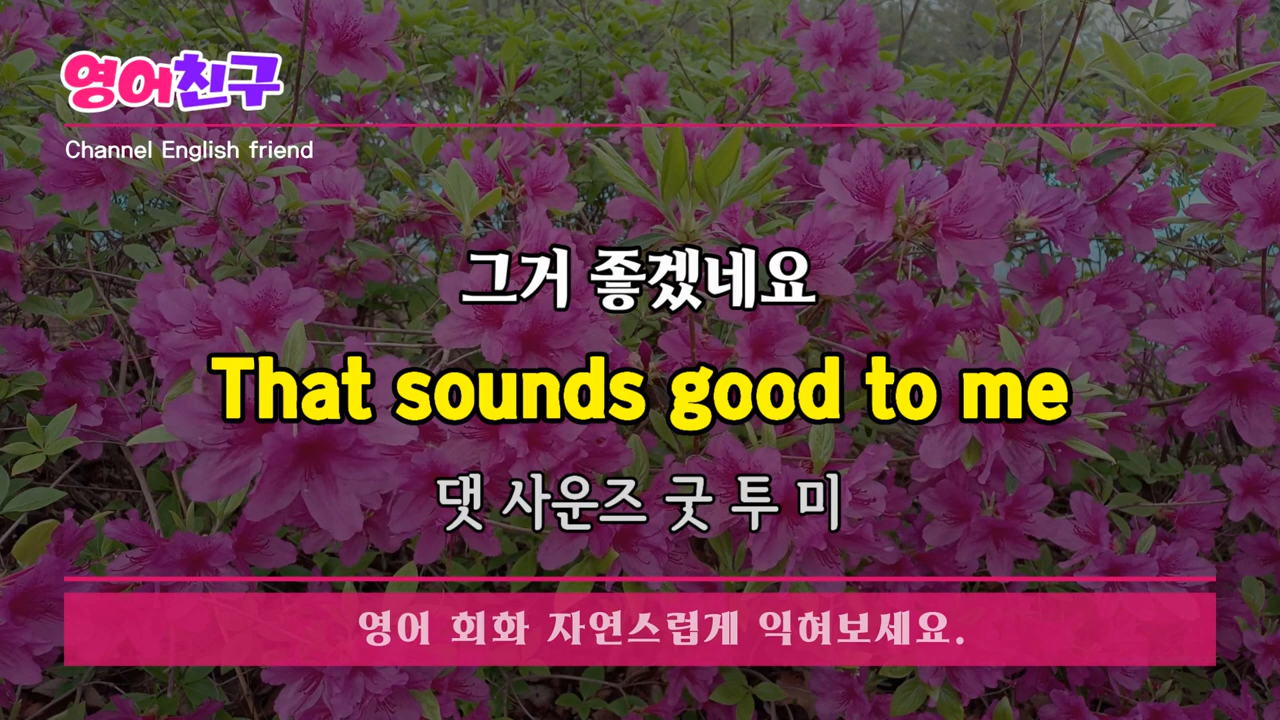 영어친구
Channel English friend
그거 좋겠네요
That sounds good to me
댓 사운즈 굿 투 미
영어 회화 자연스럽게 익혀보세요.